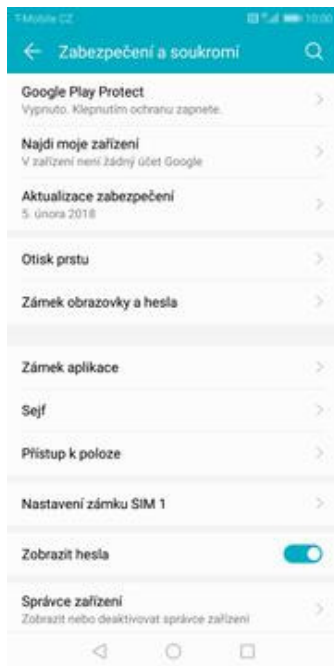 T-Mobile CZ 10:00
Zabezpečení a soukromí
Google Play Protect
Vypnuto. Klepnutím ochranu zapnete.
Najdi moje zařízení
V zařízení není žádný účet Google
Aktualizace zabezpečení
5. února 2018
Otisk prstu
Zámek obrazovky a hesla
Zámek aplikace
Sejf
Přístup k poloze
Nastavení zámku SIM 1
Zobrazit hesla
Správce zařízení
Zobrazit nebo deaktivovat správce zařízení